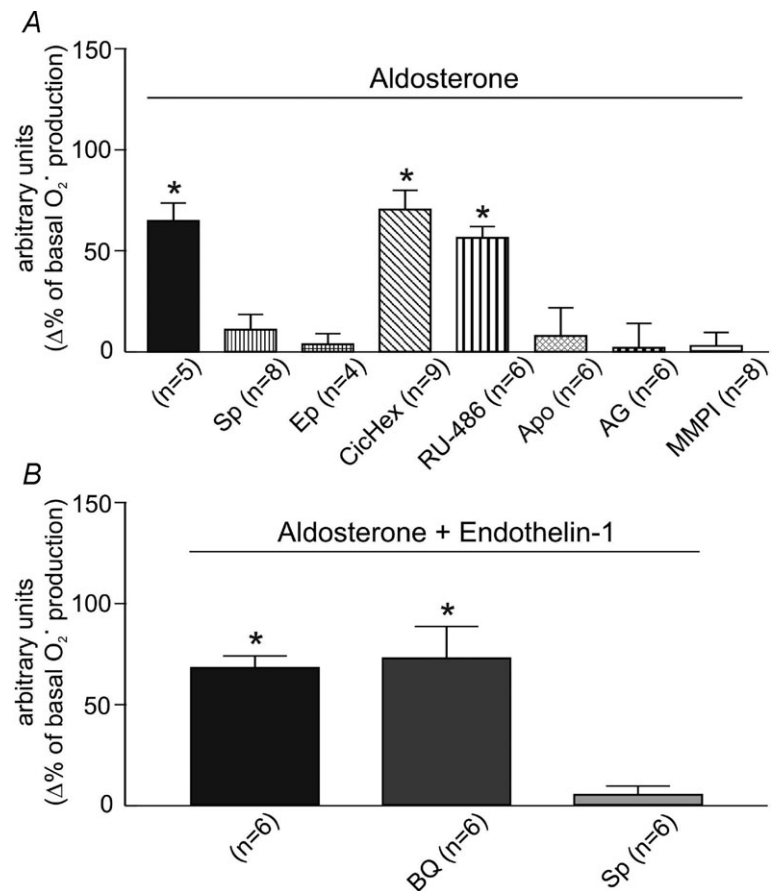 A
arbitrary units
(Δ% of basal O₂˙ production)
150
100
50
0
Aldosterone
*
*
*
(n=5)
Sp (n=8)
Ep (n=4)
CicHex (n=9)
RU-486 (n=6)
Apo (n=6)
AG (n=6)
MMPI (n=8)
B
arbitrary units
(Δ% of basal O₂˙ production)
150
100
50
0
Aldosterone + Endothelin-1
*
*
(n=6)
BQ (n=6)
Sp (n=6)